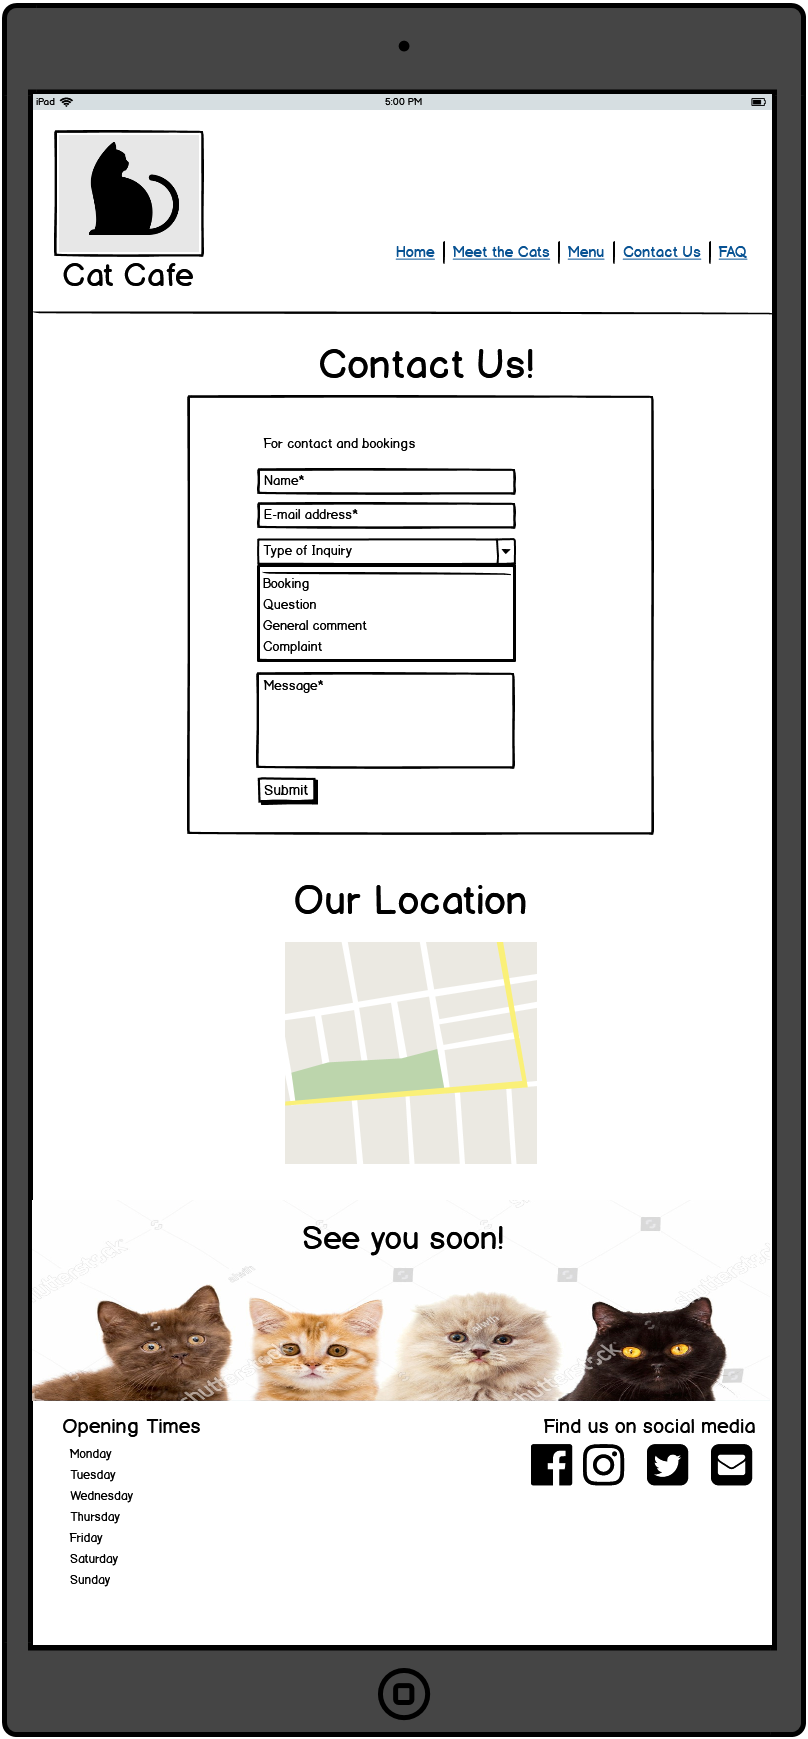 iPad
5:00 PM
Cat Cafe
Home
Meet the Cats
Menu
Contact Us
FAQ
Contact Us!
For contact and bookings
Name*
E-mail address*
Type of Inquiry
Booking
Question
General comment
Complaint
Message*
Submit
Our Location
See you soon!
shutterstock
shutterstock
Opening Times
Monday
Tuesday
Wednesday
Thursday
Friday
Saturday
Sunday
Find us on social media